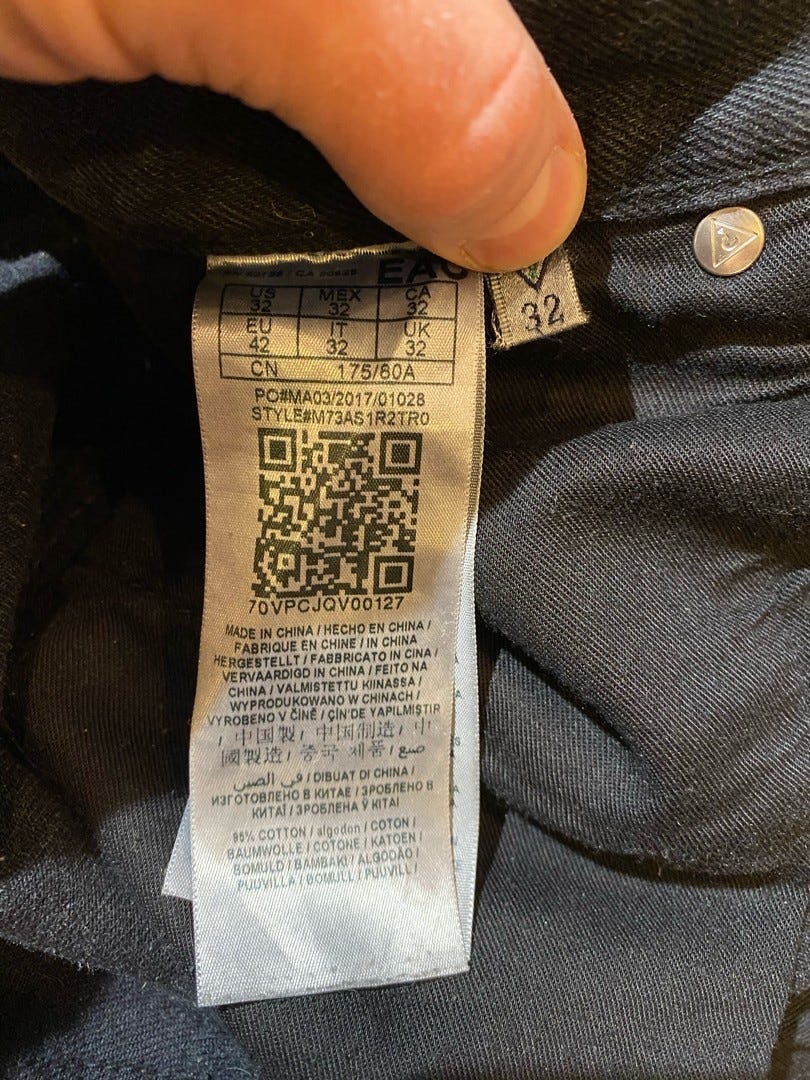 EAC
US MEX CA
32 32 32
EU IT UK
42 32 32
CN 175/80A
PO#MA03/2017/01028
STYLE#M73AS1R2TR0
70VPCJQV00127
MADE IN CHINA / HECHO EN CHINA /
FABRIQUE EN CHINE / IN CHINA
HERGESTELLT / FABBRICATO IN CINA /
VERVAARDIGD IN CHINA / FEITO NA
CHINA / VALMISTETTU KIINASSA /
WYPRODUKOWANO W CHINACH /
VYROBENO V ČÍNĚ / ÇİN'DE YAPILMIŞTIR
/ 中国製 / 中国制造 / 中
國製造 / 중국 제품 / صنع
في الصين / DIBUAT DI CHINA /
ИЗГОТОВЛЕНО В КИТАЕ / ЗРОБЛЕНО В
КИТАЇ / ЗРОБЛЕНА Ў КІТАІ
95% COTTON / algodon / COTON /
BAUMWOLLE / COTONE / KATOEN /
BOMULD / BAMBAKI / ALGODÃO /
PUUVILLA / BOMULL / PUUVILL /
32